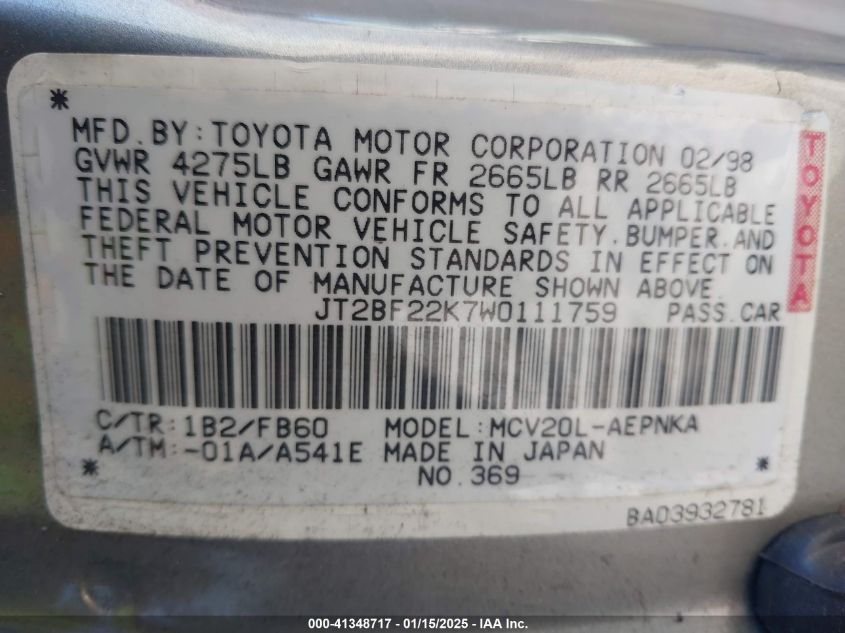 MFD. BY: TOYOTA MOTOR CORPORATION 02/98
GVWR 4275LB GAWR FR 2665LB RR 2665LB
THIS VEHICLE CONFORMS TO ALL APPLICABLE
FEDERAL MOTOR VEHICLE SAFETY, BUMPER, AND
THEFT PREVENTION STANDARDS IN EFFECT ON
THE DATE OF MANUFACTURE SHOWN ABOVE.
JT2BF22K7W0111759 PASS. CAR
C/TR: 1B2/FB60 MODEL: MCV20L-AEPNKA
A/TM: -01A/A541E MADE IN JAPAN
NO. 369
BA03932781
TOYOTA
000-41348717 - 01/15/2025 - IAA Inc.